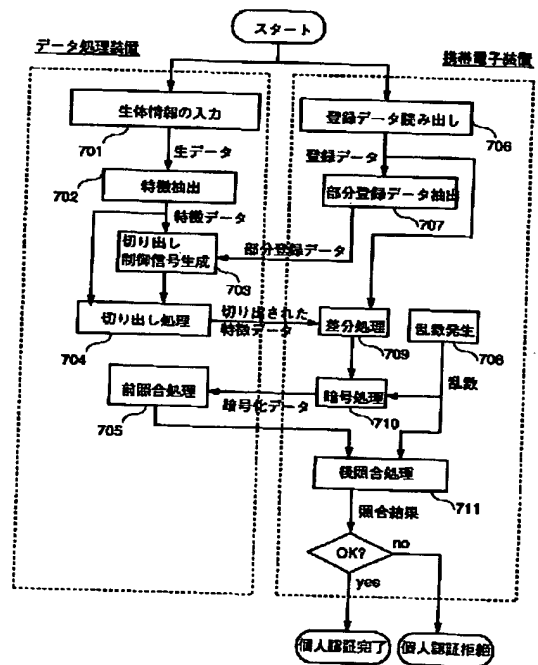 スタート
データ処理装置
携帯電子装置
生体情報の入力
701
登録データ読み出し
706
生データ
登録データ
特徴抽出
702
部分登録データ抽出
707
特徴データ
切り出し
制御信号生成
703
部分登録データ
切り出し処理
704
切り出された
特徴データ
差分処理
709
乱数発生
708
乱数
前照合処理
705
暗号化データ
暗号処理
710
後照合処理
711
照合結果
OK?
no
yes
個人認証完了
個人認証拒絶